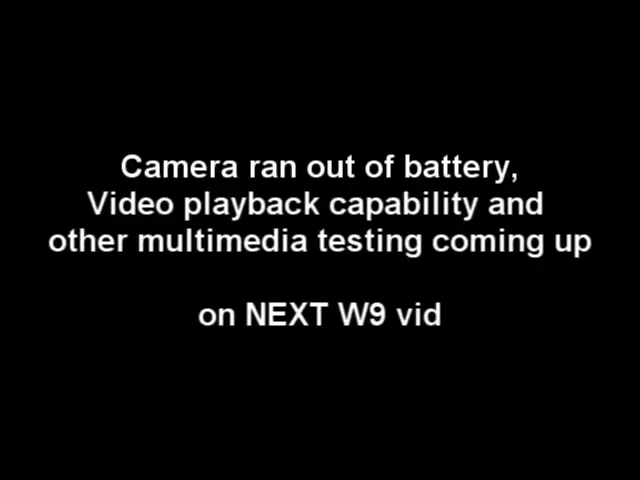 Camera ran out of battery,
Video playback capability and
other multimedia testing coming up
on NEXT W9 vid